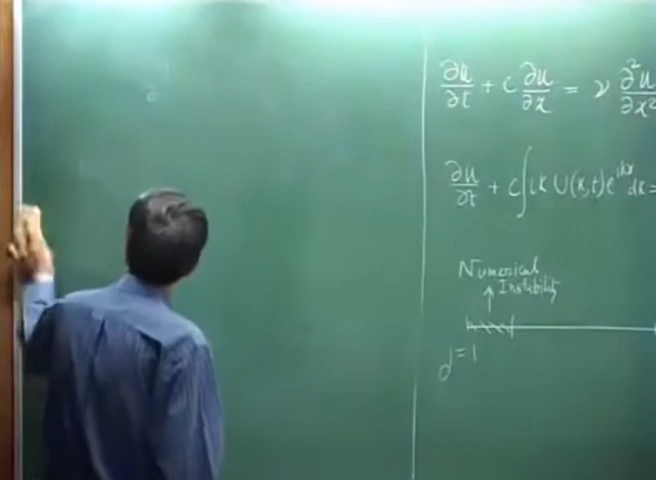 ∂u/∂t + c ∂u/∂x = ν ∂²u/∂x²
∂u/∂t + c∫ik U(k,t)e^{ikx}dk =
Numerical
Instability
j=1